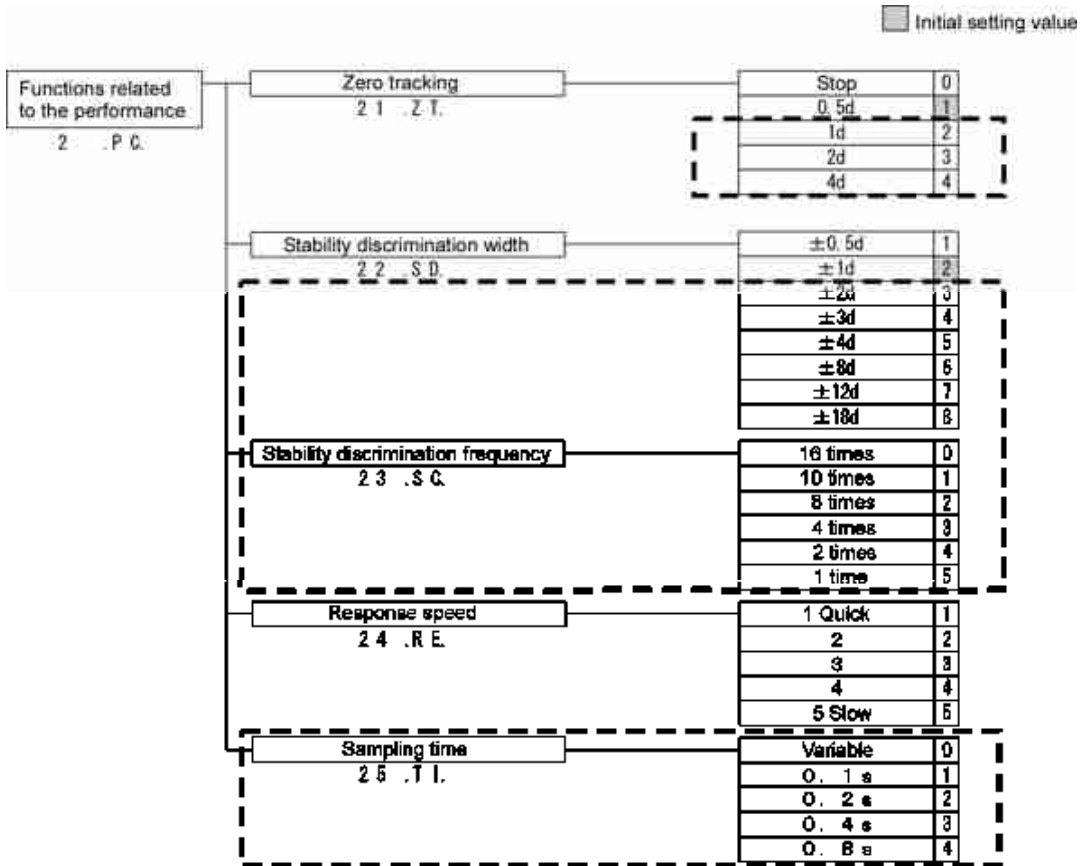 Initial setting value
Functions related
to the performance
2 .P C.
Zero tracking
2 1 .Z T.
Stop 0
0. 5d 1
1d 2
2d 3
4d 4
Stability discrimination width
2 2 .S D.
±0. 5d 1
±1d 2
±2d 3
±3d 4
±4d 5
±8d 6
±12d 7
±18d 8
Stability discrimination frequency
2 3 .S C.
16 times 0
10 times 1
8 times 2
4 times 3
2 times 4
1 time 5
Response speed
2 4 .R E.
1 Quick 1
2 2
3 3
4 4
5 Slow 5
Sampling time
2 5 .T I.
Variable 0
0. 1 s 1
0. 2 s 2
0. 4 s 3
0. 8 s 4